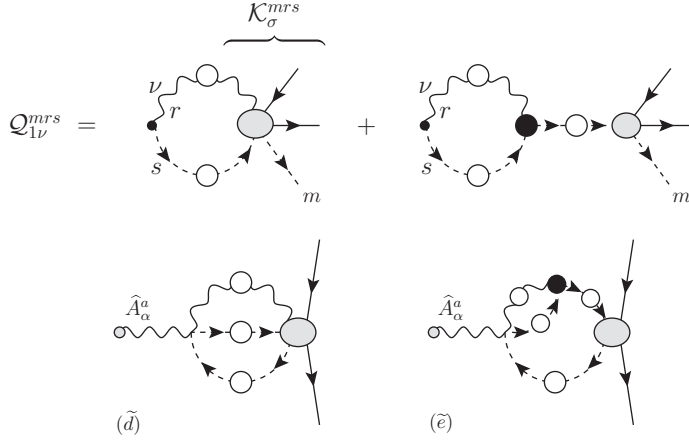 𝒦_σ^{mrs}
𝒬_{1ν}^{mrs} = ν r s m + ν r s m
Â_α^a Â_α^a
(d̃) (ẽ)